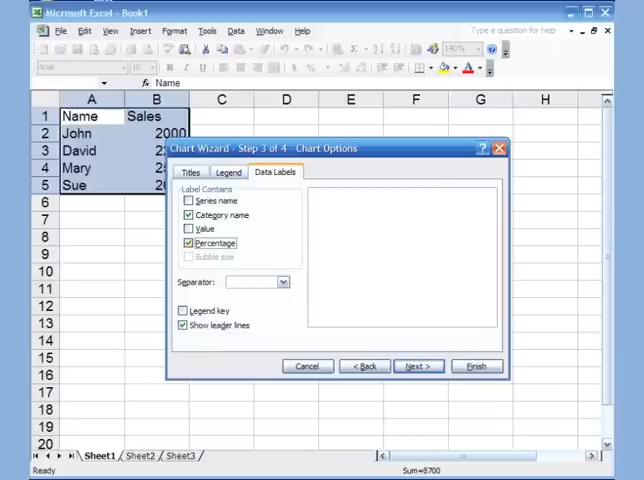 Microsoft Excel - Book1
File Edit View Insert Format Tools Data Window Help
Type a question for help
140%
Arial
10
B I U
fx Name
A B C D E F G H
1 Name Sales
2 John 2000
3 David
4 Mary
5 Sue
6
7
8
9
10
11
12
13
14
15
16
17
18
19
20
Chart Wizard - Step 3 of 4 - Chart Options
Titles Legend Data Labels
Label Contains
Series name
Category name
Value
Percentage
Bubble size
Separator:
Legend key
Show leader lines
Cancel < Back Next > Finish
Sheet1 Sheet2 Sheet3
Ready Sum=8700